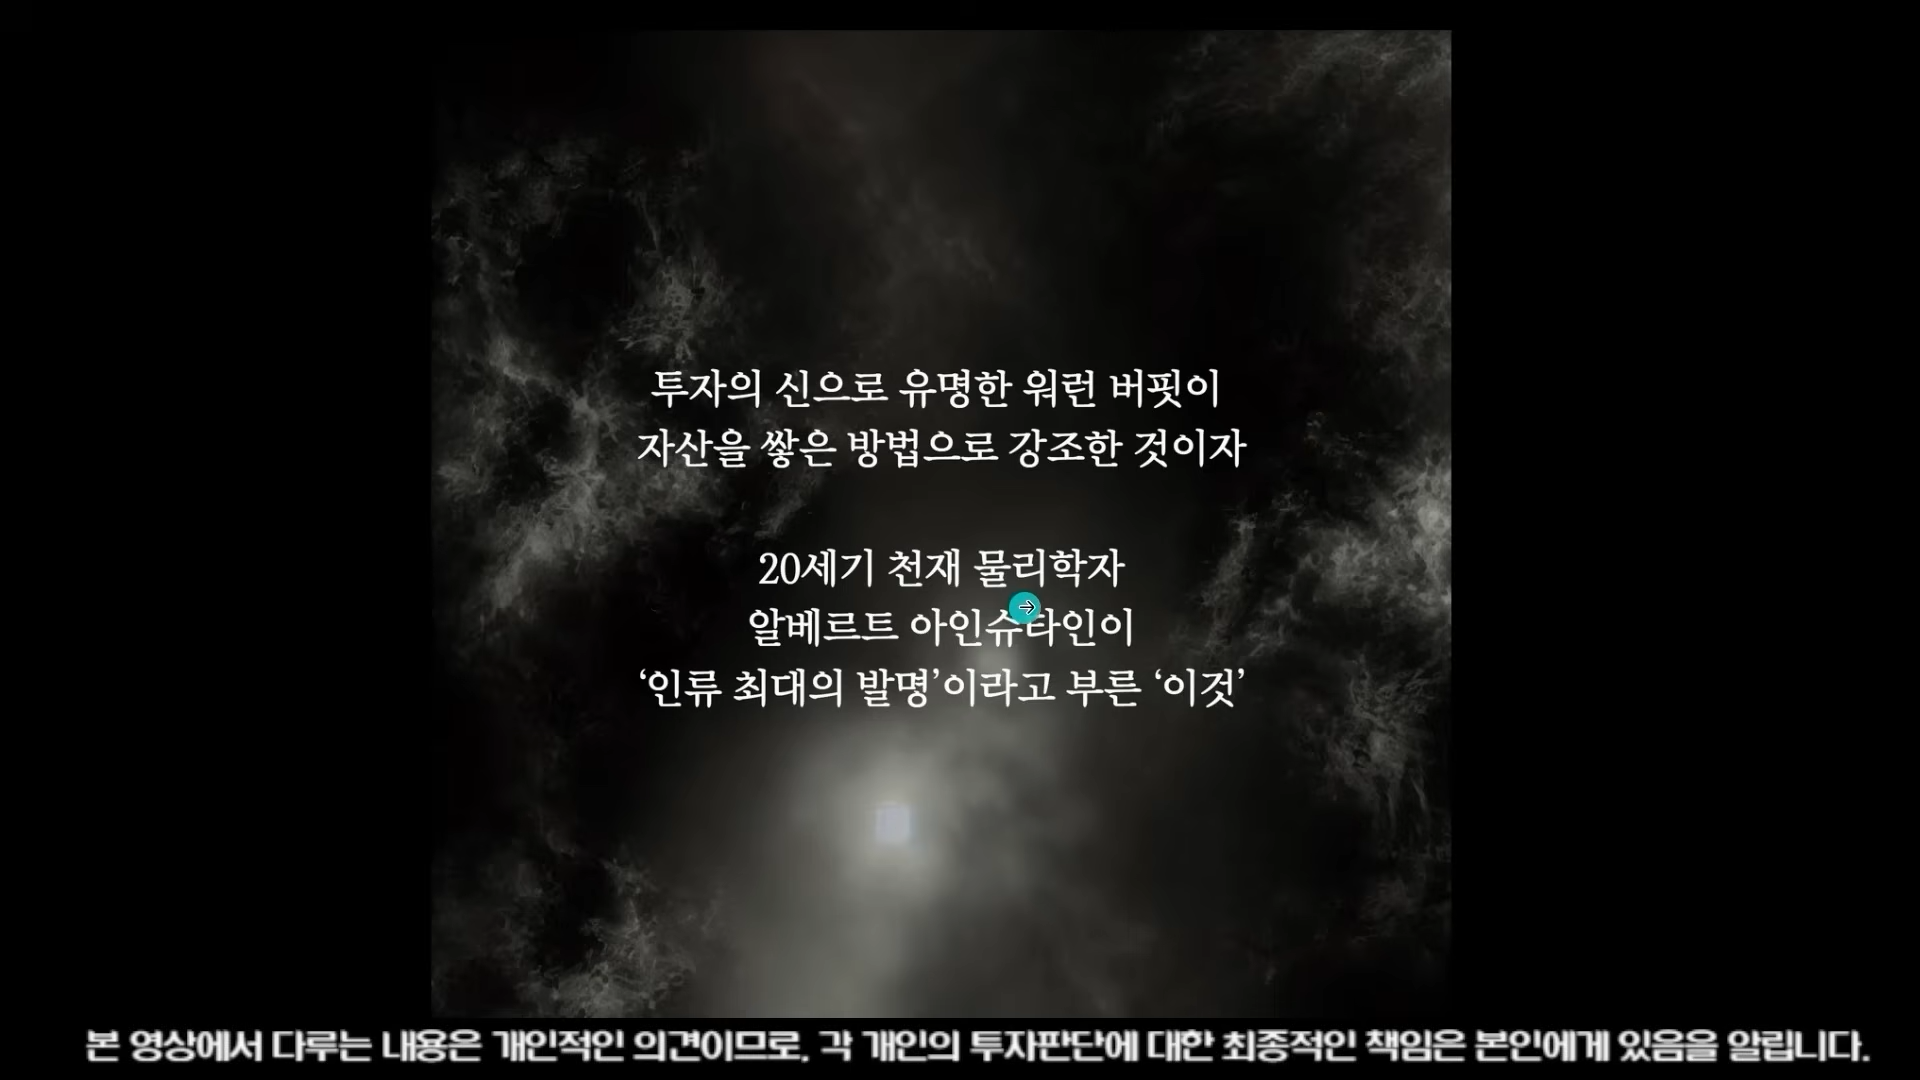 투자의 신으로 유명한 워런 버핏이
자산을 쌓은 방법으로 강조한 것이자
20세기 천재 물리학자
알베르트 아인슈타인이
‘인류 최대의 발명’이라고 부른 ‘이것’
본 영상에서 다루는 내용은 개인적인 의견이므로, 각 개인의 투자판단에 대한 최종적인 책임은 본인에게 있음을 알립니다.